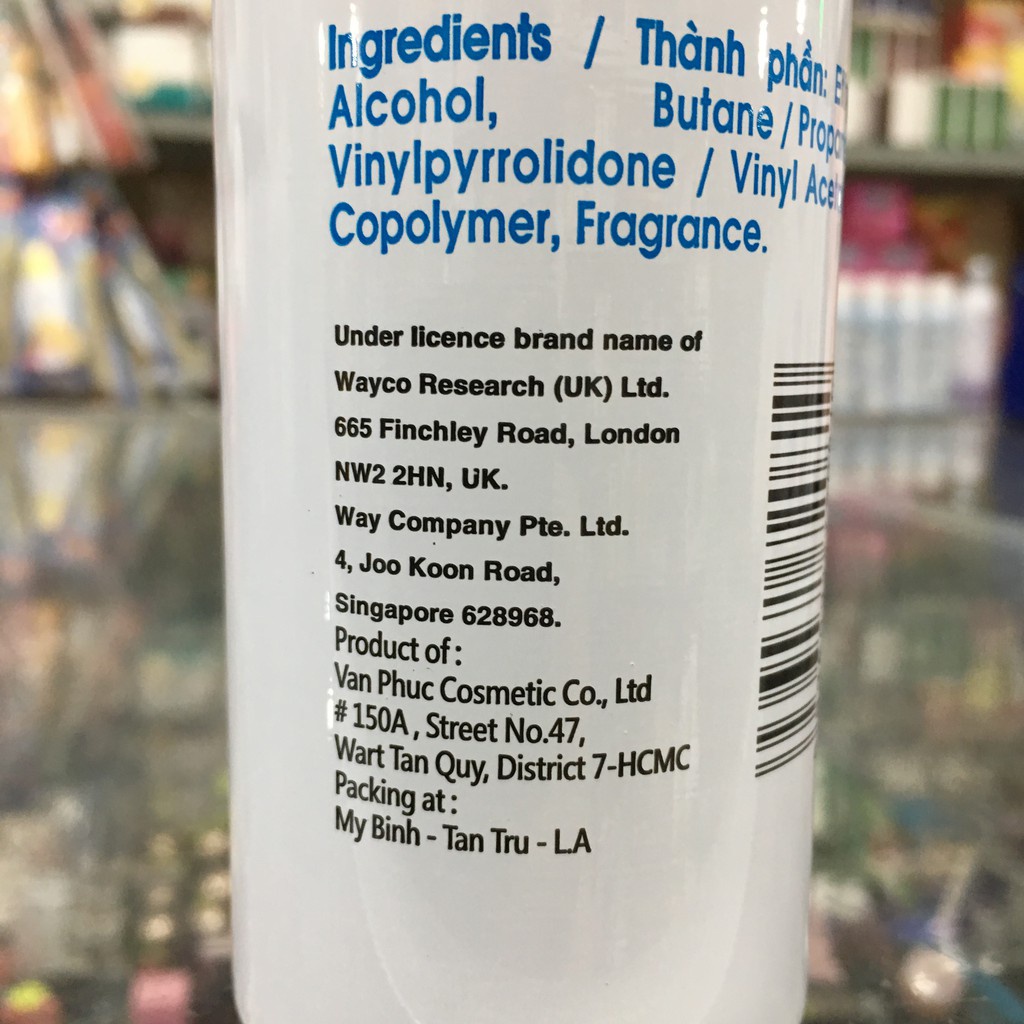 Ingredients / Thành phần:
Alcohol, Butane /
Vinylpyrrolidone / Vinyl
Copolymer, Fragrance.
Under licence brand name of
Wayco Research (UK) Ltd.
665 Finchley Road, London
NW2 2HN, UK.
Way Company Pte. Ltd.
4, Joo Koon Road,
Singapore 628968.
Product of :
Van Phuc Cosmetic Co., Ltd
# 150A , Street No.47,
Wart Tan Quy, District 7-HCMC
Packing at :
My Binh - Tan Tru - L.A